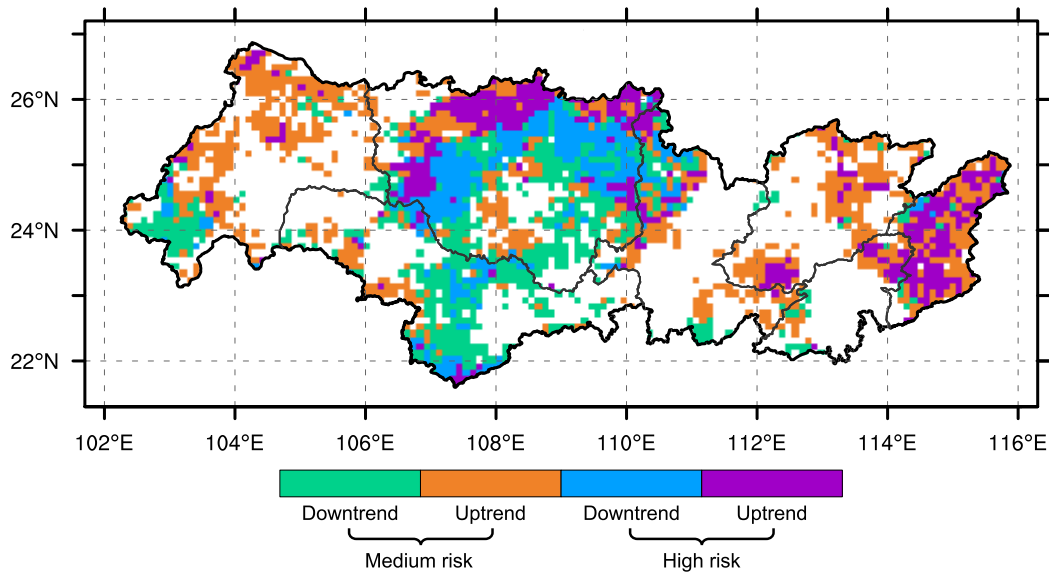 26°N
24°N
22°N
102°E 104°E 106°E 108°E 110°E 112°E 114°E 116°E
Downtrend Uptrend Downtrend Uptrend
Medium risk High risk